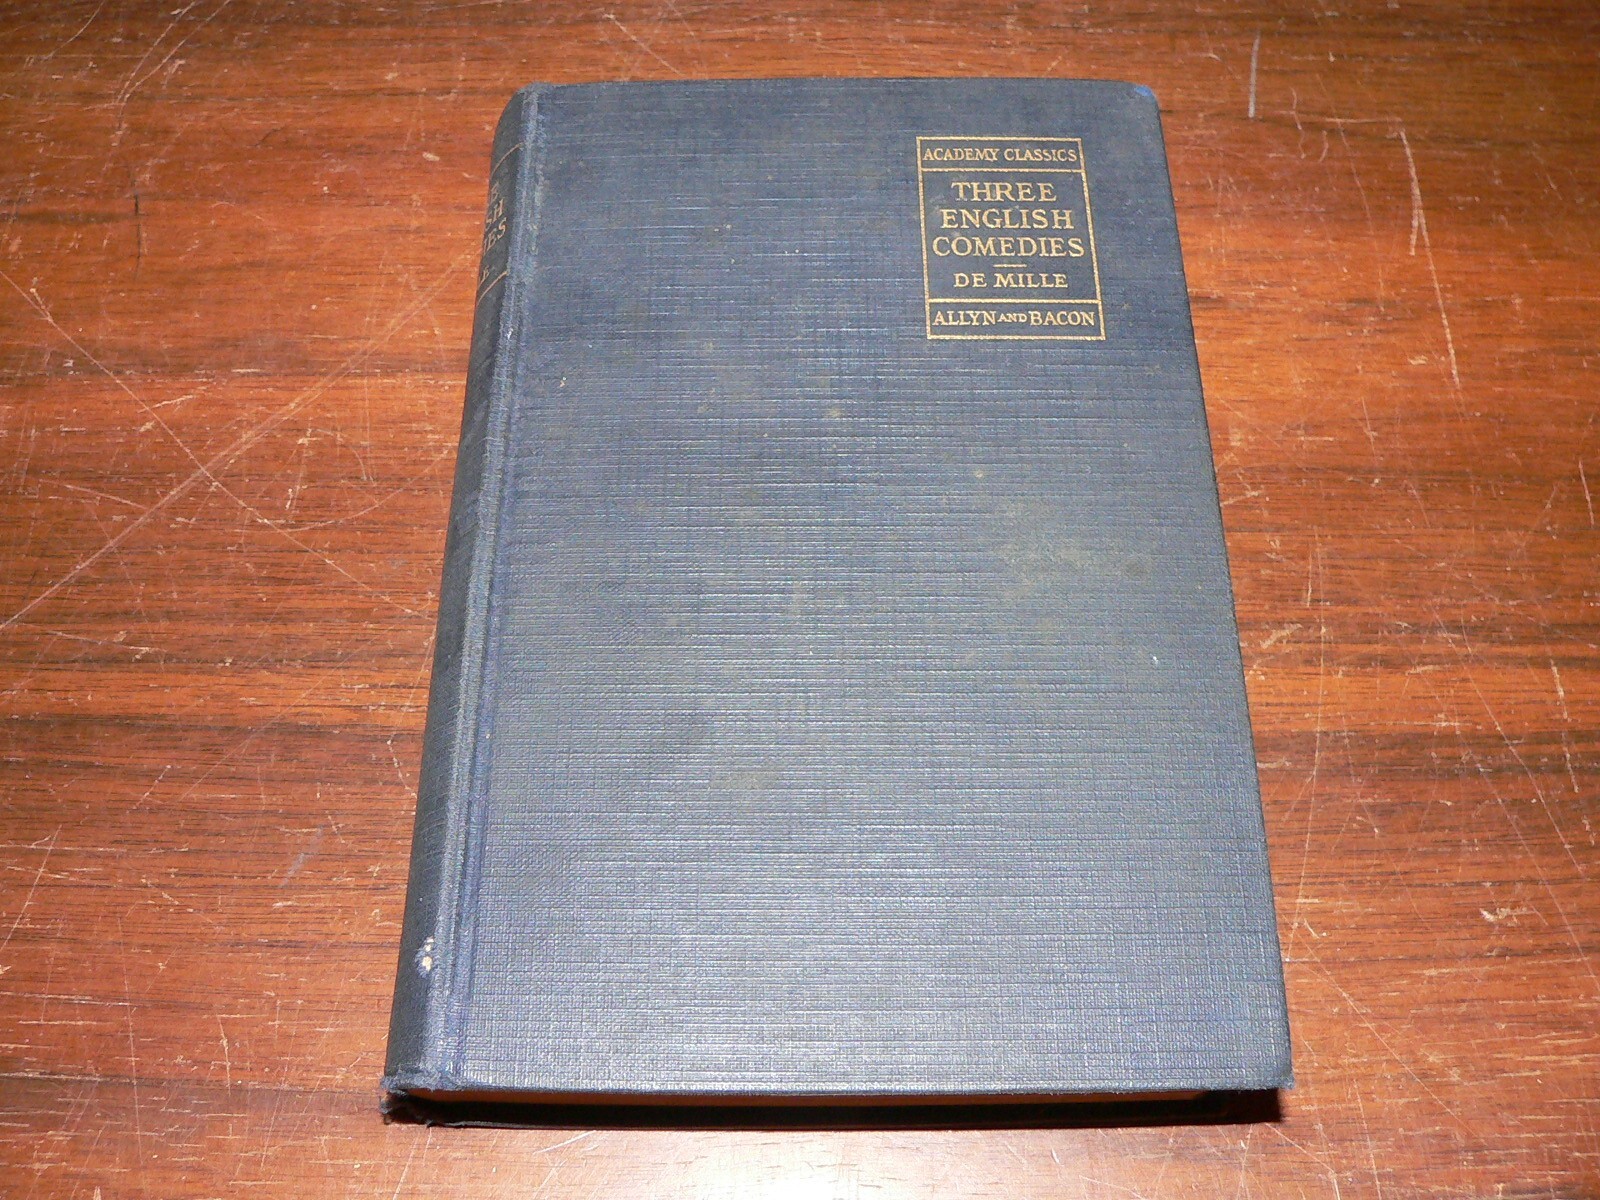 ACADEMY CLASSICS
THREE
ENGLISH
COMEDIES
DE MILLE
ALLYN AND BACON